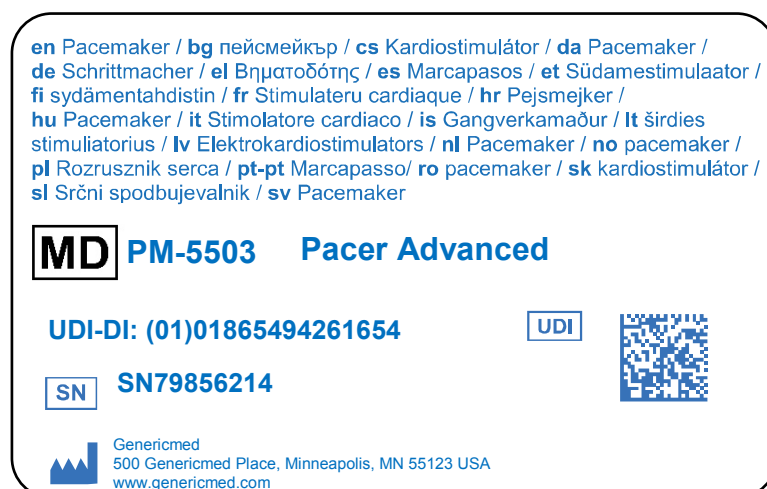 en Pacemaker / bg пейсмейкър / cs Kardiostimulátor / da Pacemaker /
de Schrittmacher / el Βηματοδότης / es Marcapasos / et Südamestimulaator /
fi sydämentahdistin / fr Stimulateru cardiaque / hr Pejsmejker /
hu Pacemaker / it Stimolatore cardiaco / is Gangverkamaður / lt širdies
stimuliatorius / lv Elektrokardiostimulators / nl Pacemaker / no pacemaker /
pl Rozrusznik serca / pt-pt Marcapasso/ ro pacemaker / sk kardiostimulátor /
sl Srčni spodbujevalnik / sv Pacemaker
MD PM-5503 Pacer Advanced
UDI-DI: (01)01865494261654 UDI
SN SN79856214
Genericmed
500 Genericmed Place, Minneapolis, MN 55123 USA
www.genericmed.com